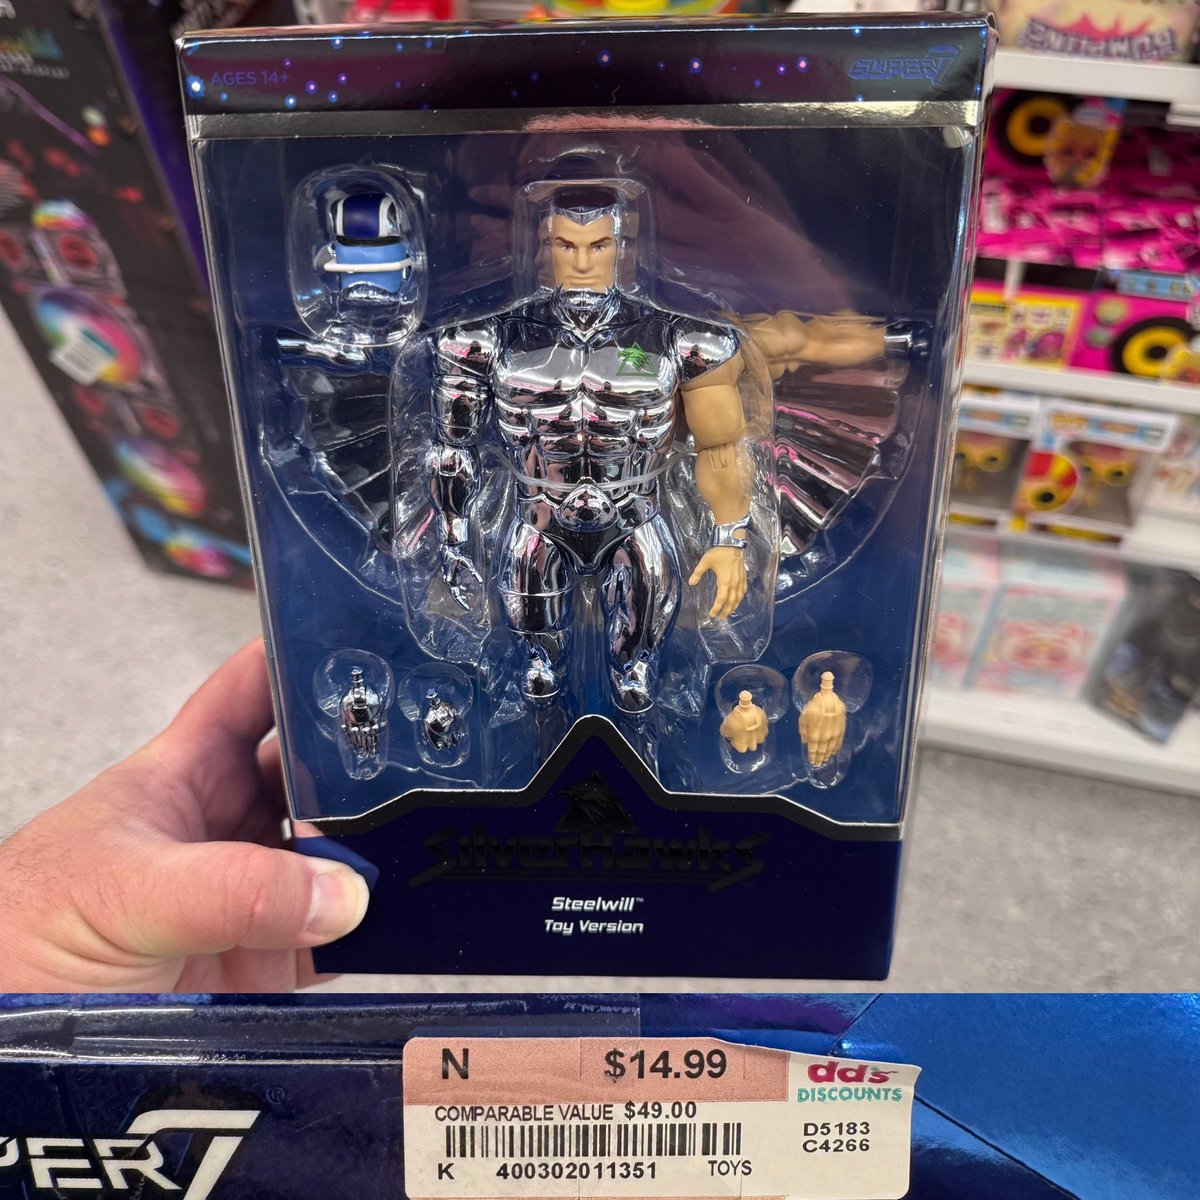 AGES 14+
SUPER7
SilverHawks
Steelwill™
Toy Version
PER7®
N $14.99
dd's
DISCOUNTS
COMPARABLE VALUE $49.00
D5183
C4266
K 400302011351 TOYS